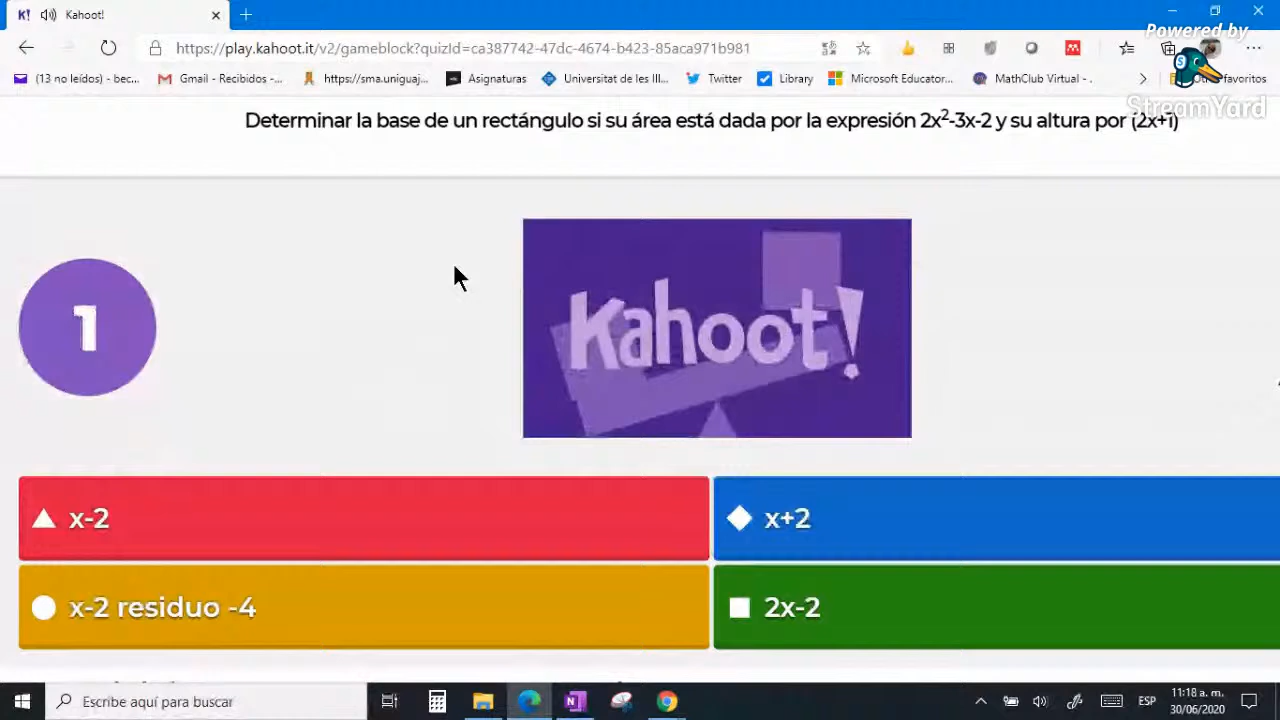 Kahoot!
https://play.kahoot.it/v2/gameblock?quizId=ca387742-47dc-4674-b423-85aca971b981
(13 no leídos) - bec...
Gmail - Recibidos -...
https://sma.uniguaj...
Asignaturas
Universitat de les Ill...
Twitter
Library
Microsoft Educator...
MathClub Virtual - .
favoritos
Powered by
StreamYard
Determinar la base de un rectángulo si su área está dada por la expresión 2x²-3x-2 y su altura por (2x+1)
1
Kahoot!
x-2
x+2
x-2 residuo -4
2x-2
Escribe aquí para buscar
ESP
11:18 a. m.
30/06/2020